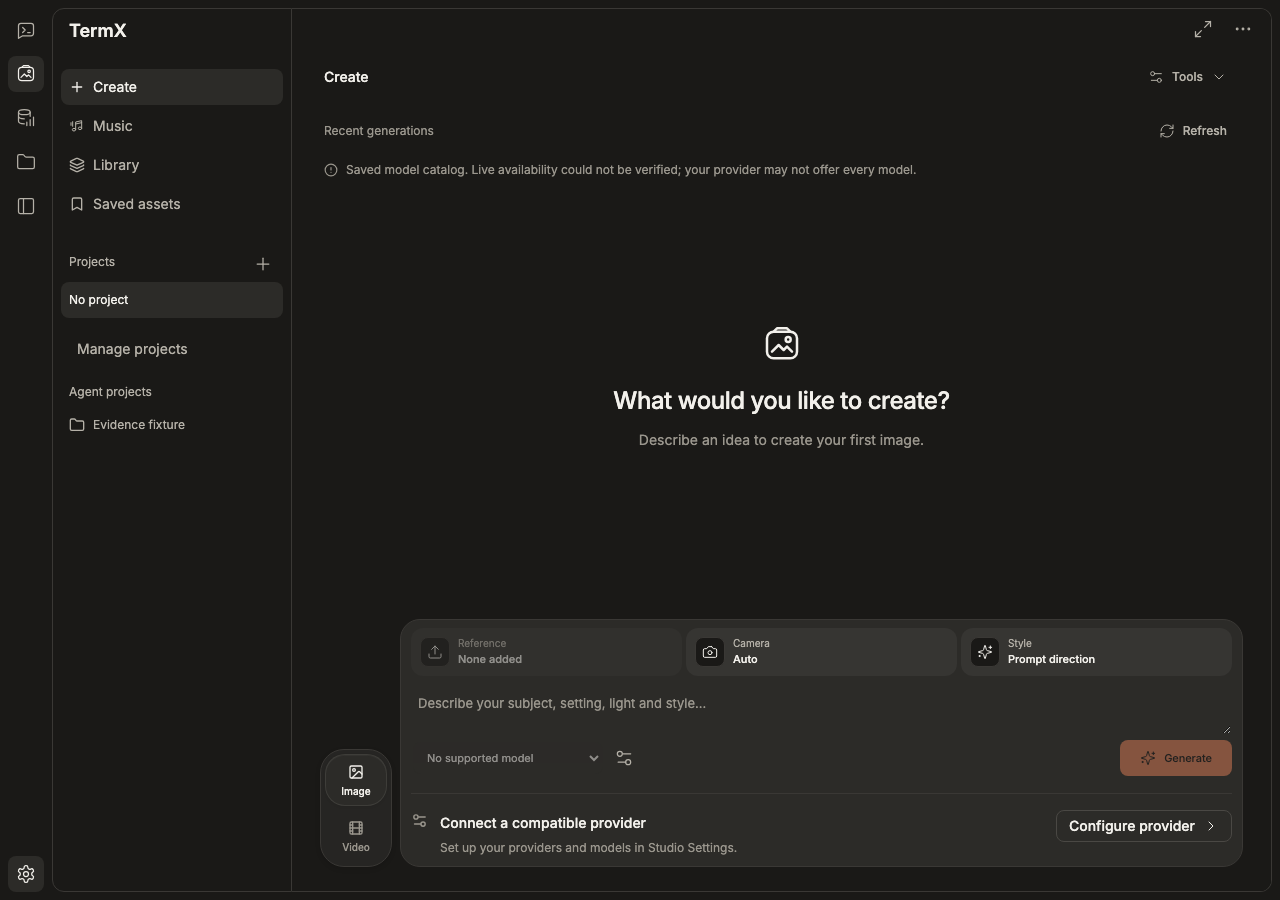 TermX
Create
Music
Library
Saved assets
Projects
No project
Manage projects
Agent projects
Evidence fixture
Create
Tools
Recent generations
Refresh
Saved model catalog. Live availability could not be verified; your provider may not offer every model.
What would you like to create?
Describe an idea to create your first image.
Reference
None added
Camera
Auto
Style
Prompt direction
Describe your subject, setting, light and style...
No supported model
Generate
Image
Video
Connect a compatible provider
Set up your providers and models in Studio Settings.
Configure provider